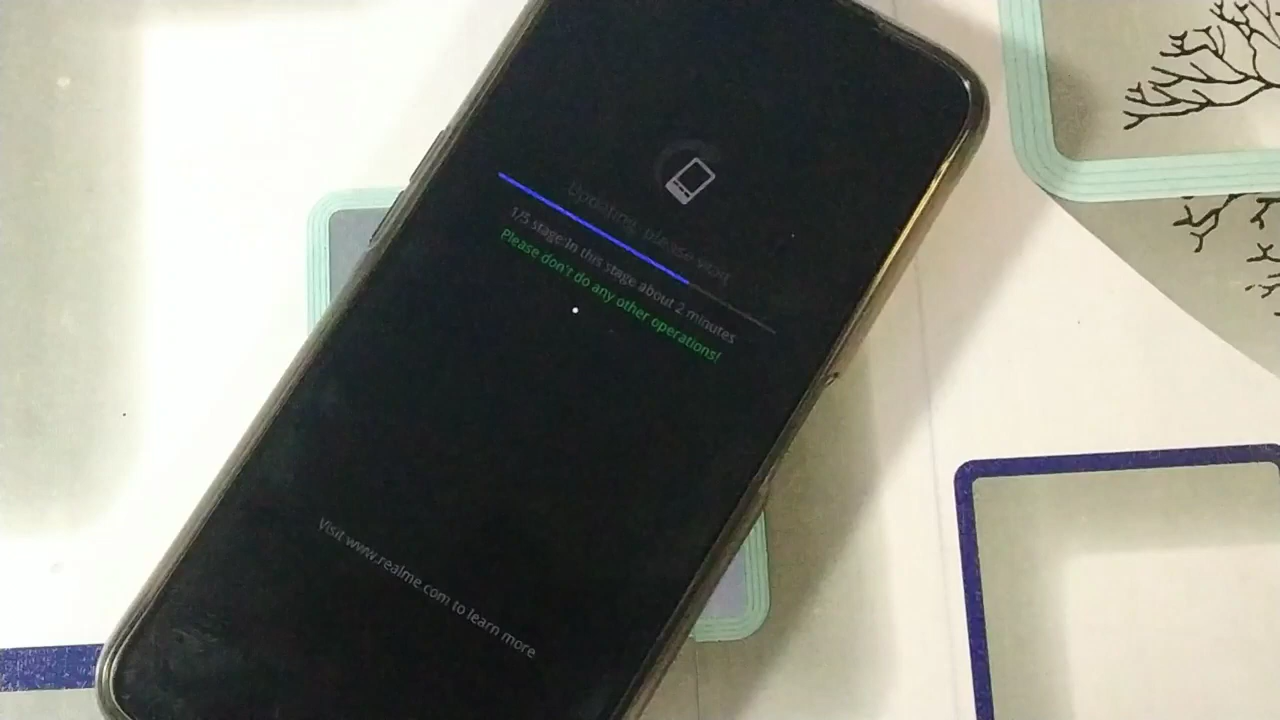 Updating, please wait
1/5 stage:In this stage about 2 minutes
Please don't do any other operations!
Visit www.realme.com to learn more